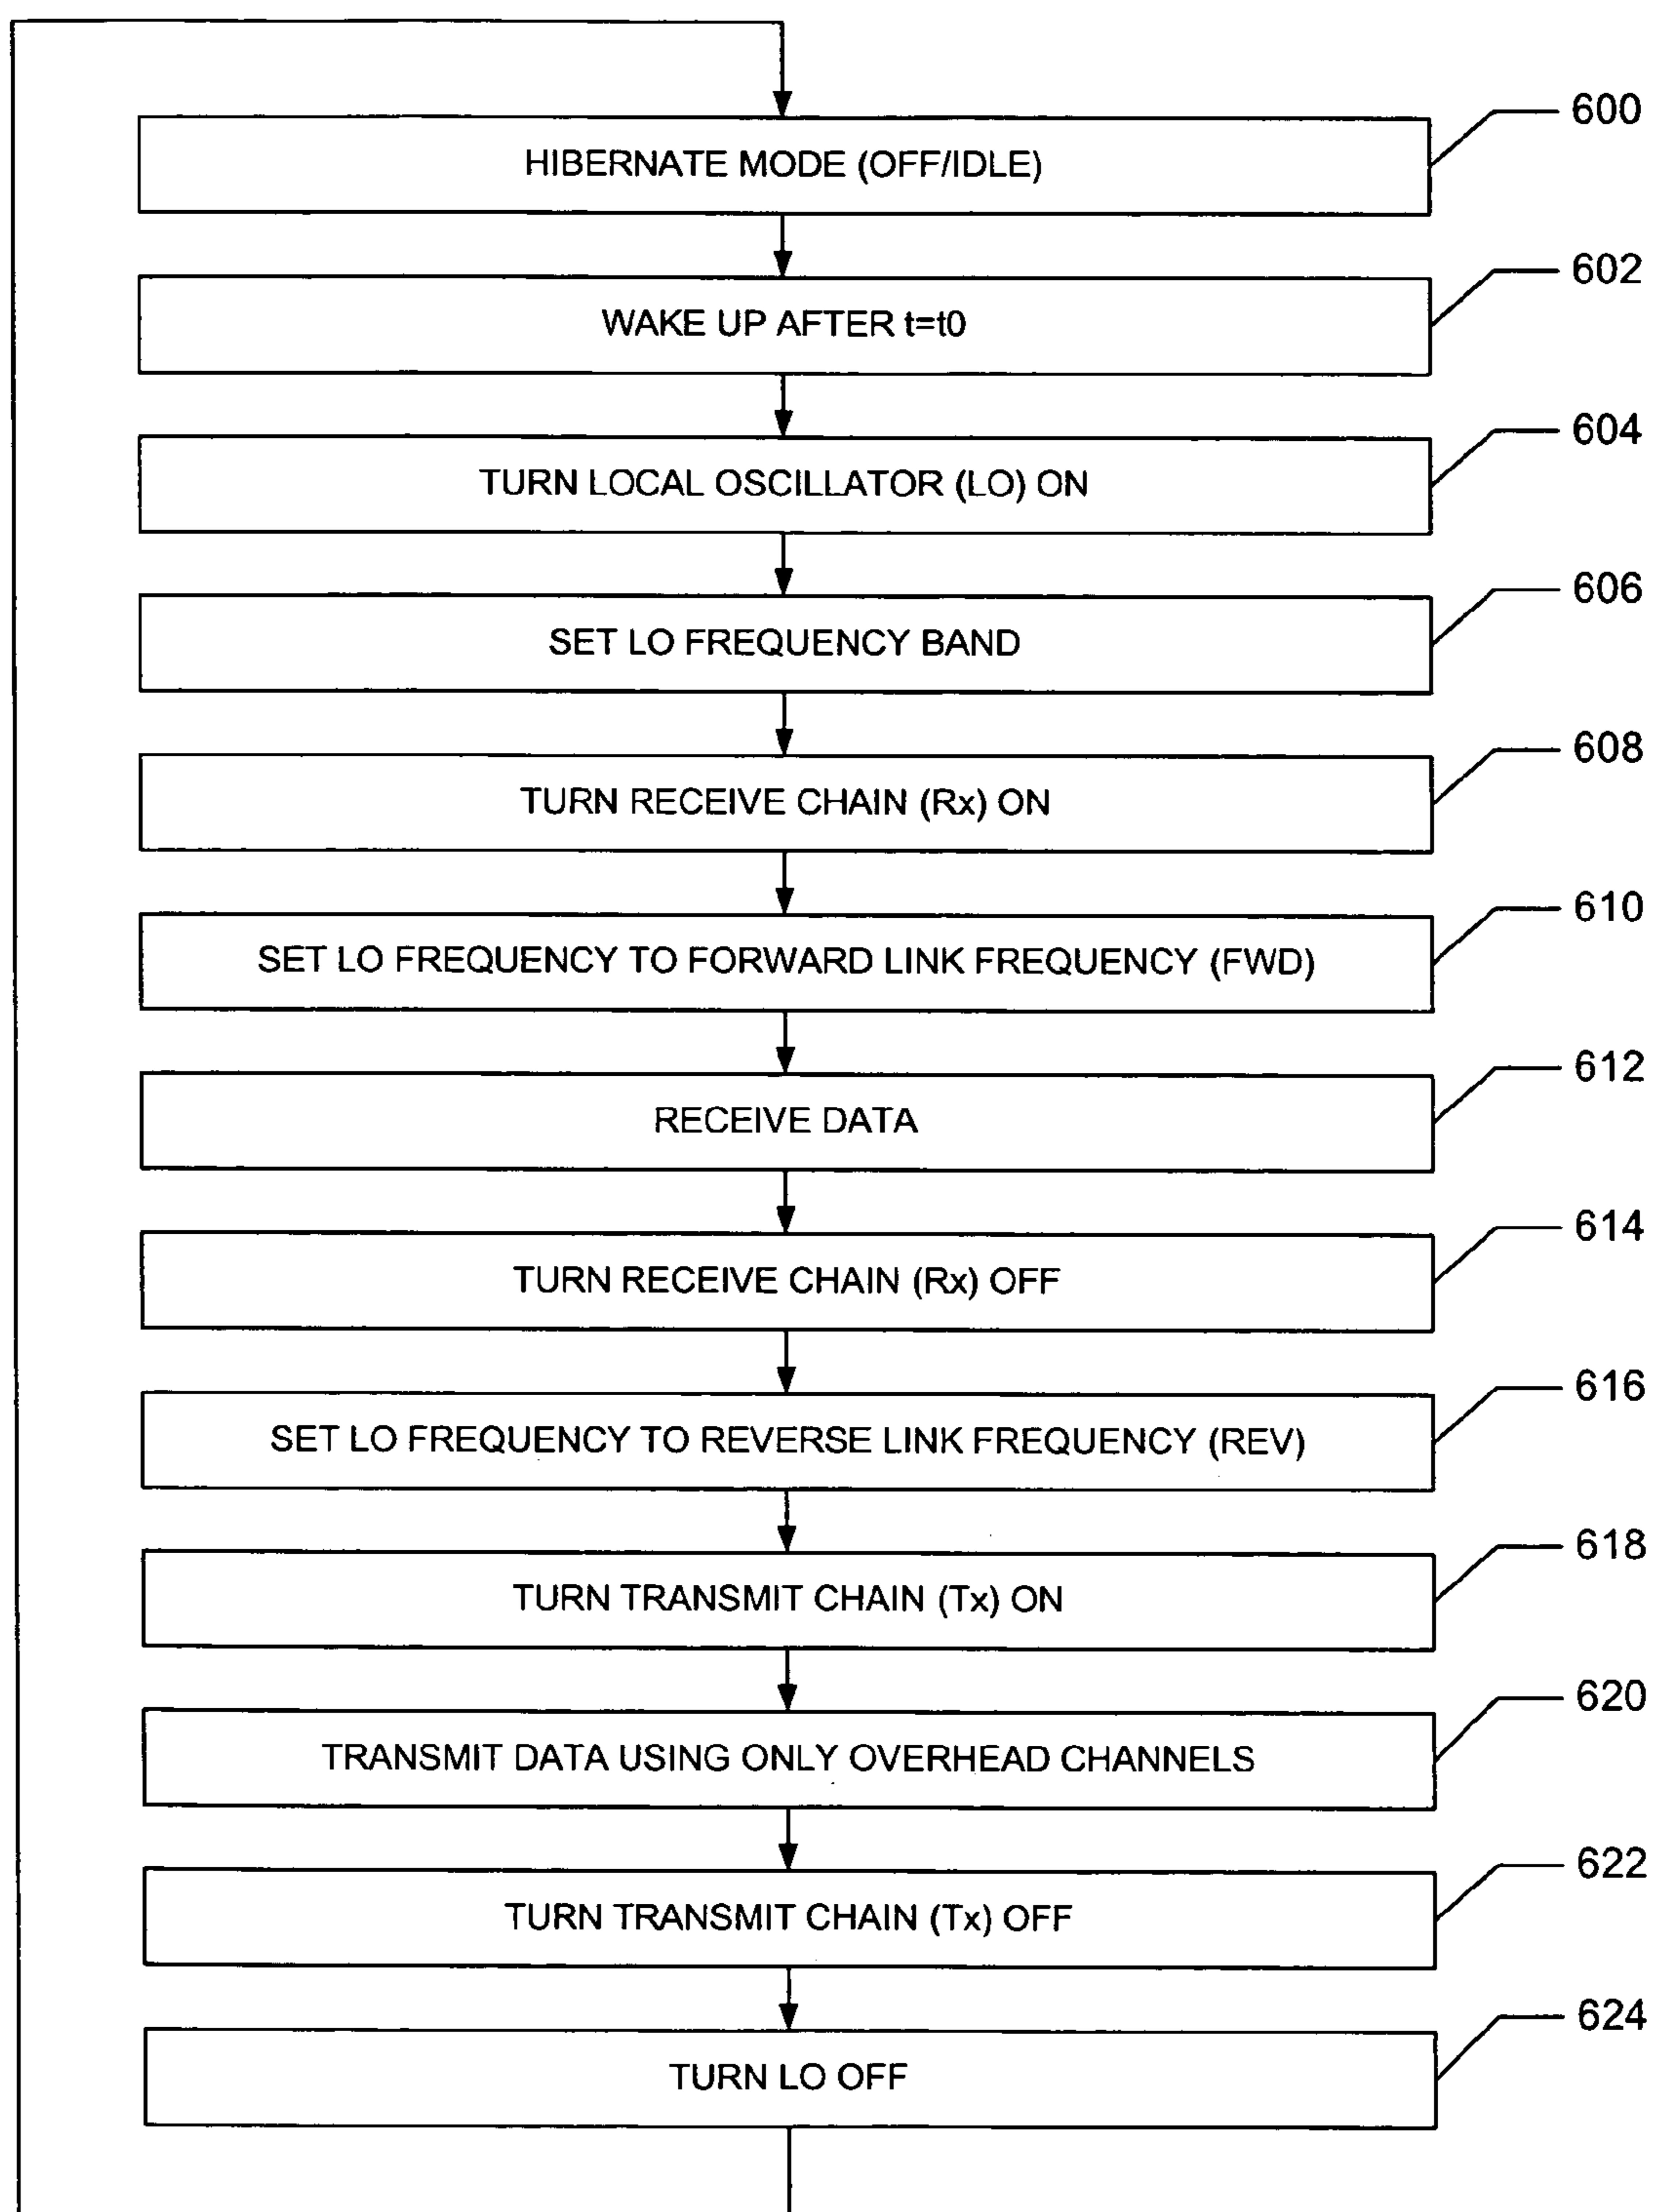 600
HIBERNATE MODE (OFF/IDLE)
602
WAKE UP AFTER t=t0
604
TURN LOCAL OSCILLATOR (LO) ON
606
SET LO FREQUENCY BAND
608
TURN RECEIVE CHAIN (Rx) ON
610
SET LO FREQUENCY TO FORWARD LINK FREQUENCY (FWD)
612
RECEIVE DATA
614
TURN RECEIVE CHAIN (Rx) OFF
616
SET LO FREQUENCY TO REVERSE LINK FREQUENCY (REV)
618
TURN TRANSMIT CHAIN (Tx) ON
620
TRANSMIT DATA USING ONLY OVERHEAD CHANNELS
622
TURN TRANSMIT CHAIN (Tx) OFF
624
TURN LO OFF